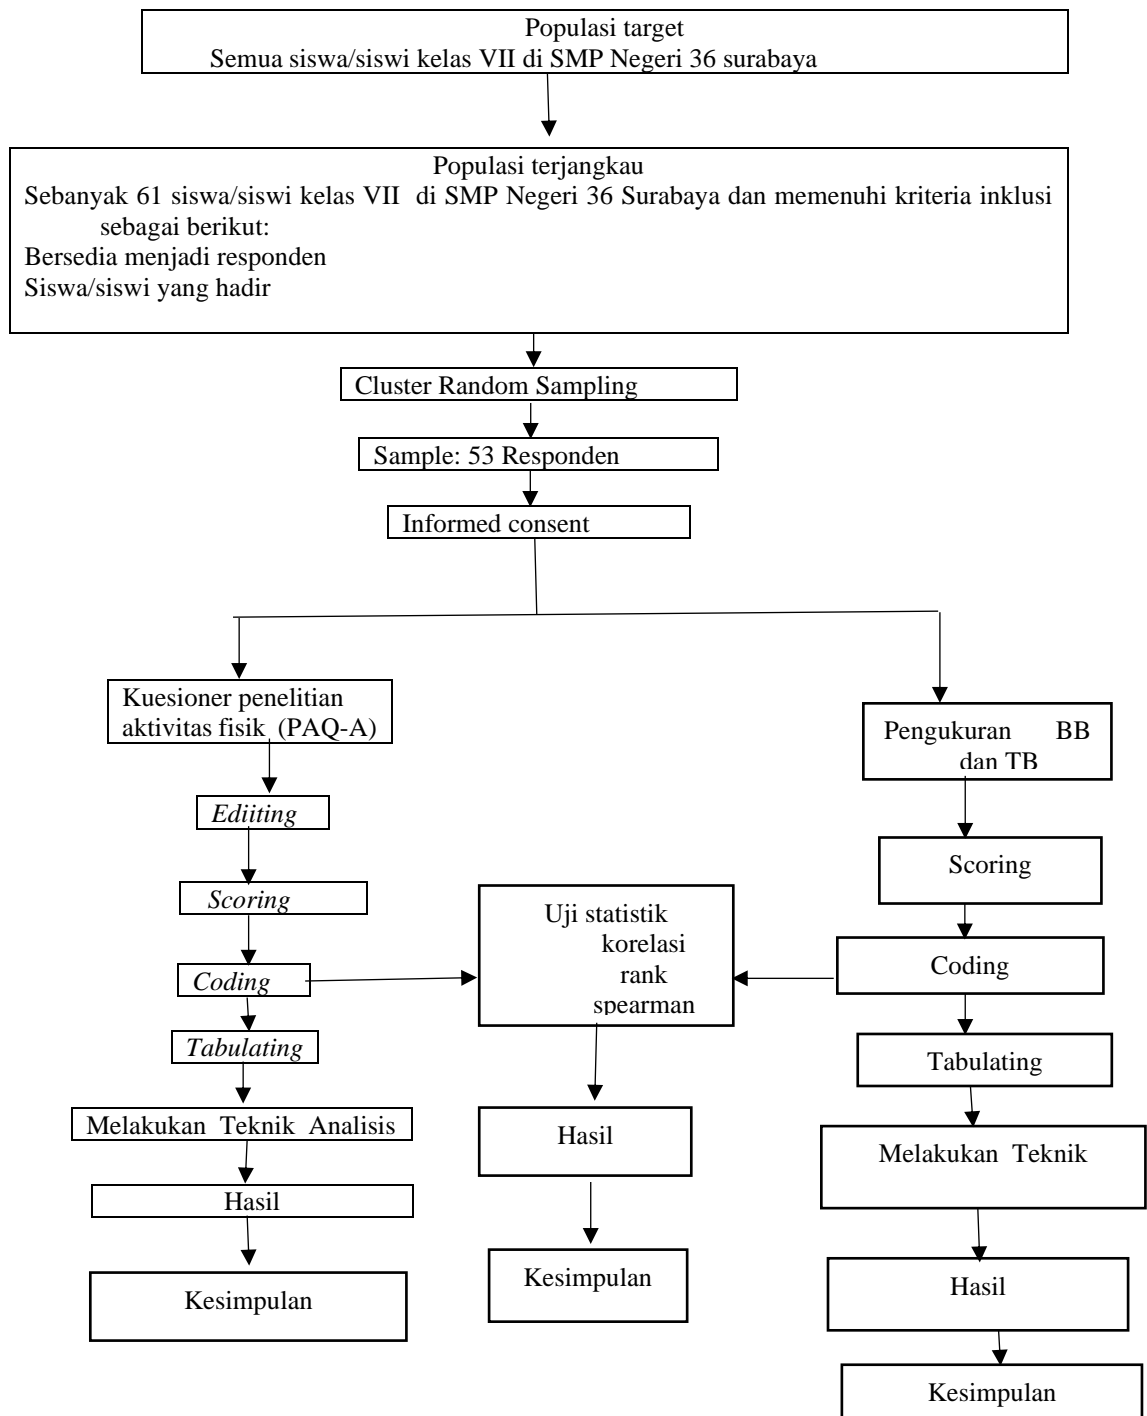 Populasi target
Semua siswa/siswi kelas VII di SMP Negeri 36 surabaya
Populasi terjangkau
Sebanyak 61 siswa/siswi kelas VII di SMP Negeri 36 Surabaya dan memenuhi kriteria inklusi
sebagai berikut:
Bersedia menjadi responden
Siswa/siswi yang hadir
Cluster Random Sampling
Sample: 53 Responden
Informed consent
Kuesioner penelitian
aktivitas fisik (PAQ-A)
Ediiting
Scoring
Coding
Tabulating
Melakukan Teknik Analisis
Hasil
Kesimpulan
Uji statistik
korelasi
rank
spearman
Hasil
Kesimpulan
Pengukuran BB
dan TB
Scoring
Coding
Tabulating
Melakukan Teknik
Hasil
Kesimpulan